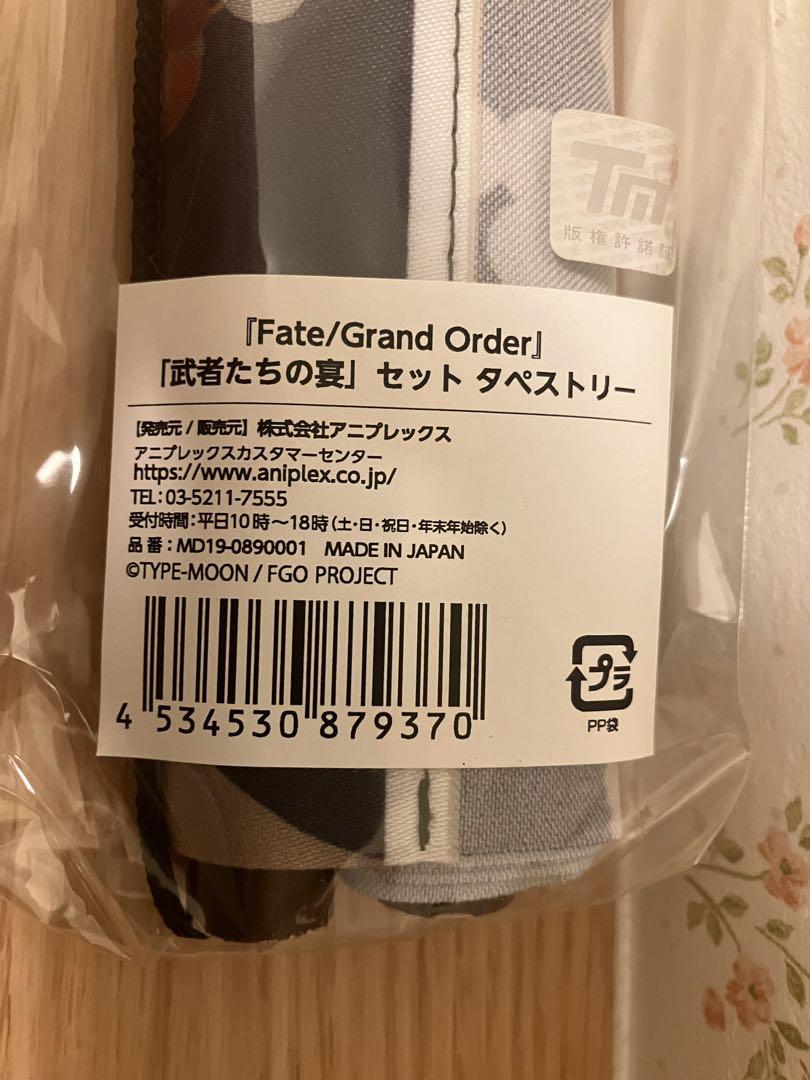 TM
版権許諾証
『Fate/Grand Order』
「武者たちの宴」セット タペストリー
[発売元 / 販売元] 株式会社アニプレックス
アニプレックスカスタマーセンター
https://www.aniplex.co.jp/
TEL：03-5211-7555
受付時間：平日10時～18時（土・日・祝日・年末年始除く）
品番：MD19-0890001 MADE IN JAPAN
©TYPE-MOON / FGO PROJECT
4 534530 879370
プラ
PP袋